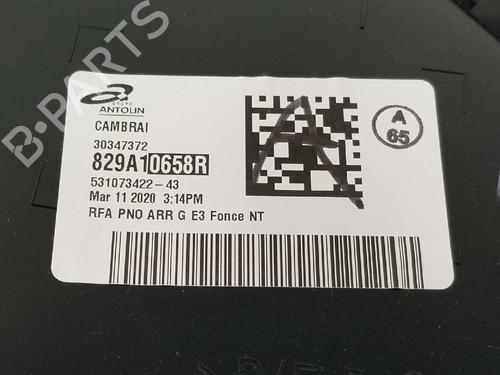 GRUPO
ANTOLIN
CAMBRAI
30347372
829A10658R
531073422-43
Mar 11 2020 3:14PM
RFA PNO ARR G E3 Fonce NT
A
65
B-PARTS